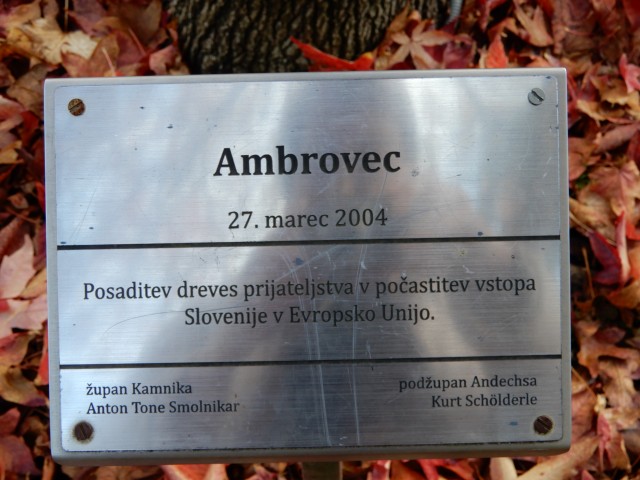 Ambrovec
27. marec 2004
Posaditev dreves prijateljstva v počastitev vstopa
Slovenije v Evropsko Unijo.
župan Kamnika
Anton Tone Smolnikar
podžupan Andechsa
Kurt Schölderle